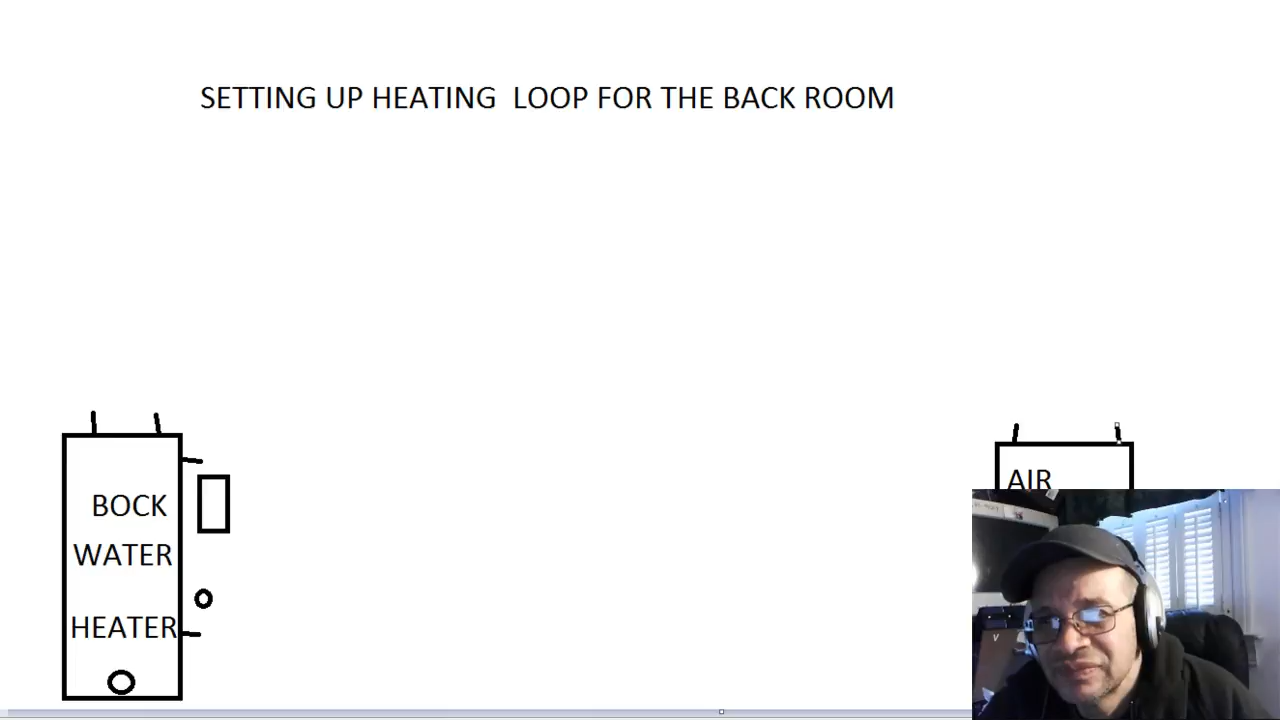 SETTING UP HEATING LOOP FOR THE BACK ROOM
BOCK
WATER
HEATER
AIR